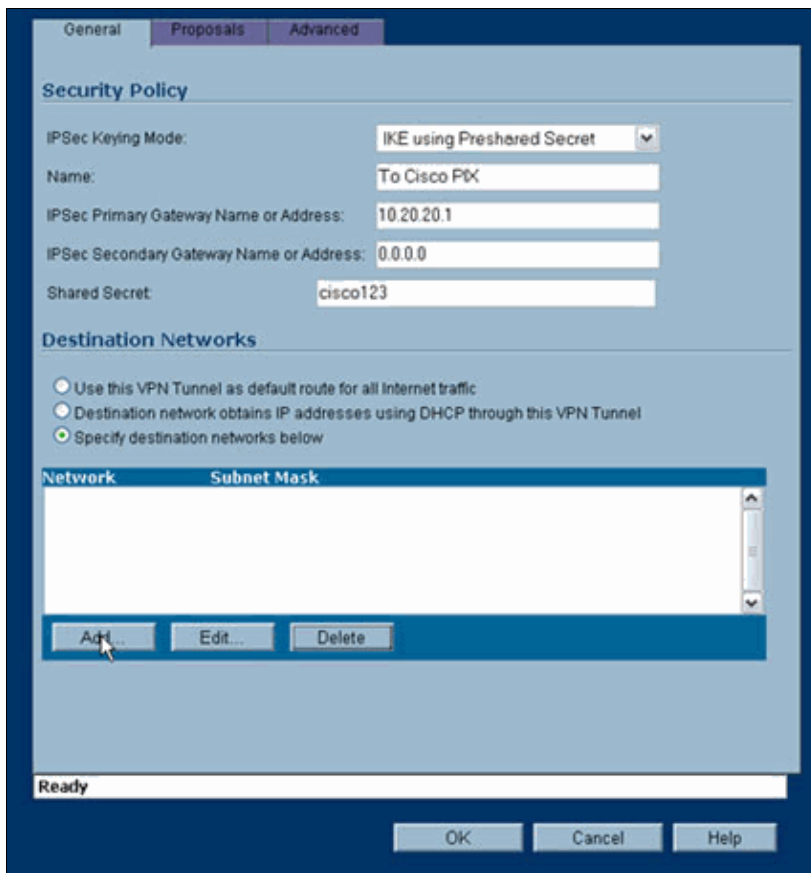 General Proposals Advanced
Security Policy
IPSec Keying Mode: IKE using Preshared Secret
Name: To Cisco PIX
IPSec Primary Gateway Name or Address: 10.20.20.1
IPSec Secondary Gateway Name or Address: 0.0.0.0
Shared Secret: cisco123
Destination Networks
Use this VPN Tunnel as default route for all Internet traffic
Destination network obtains IP addresses using DHCP through this VPN Tunnel
Specify destination networks below
Network Subnet Mask
Add... Edit... Delete
Ready
OK Cancel Help